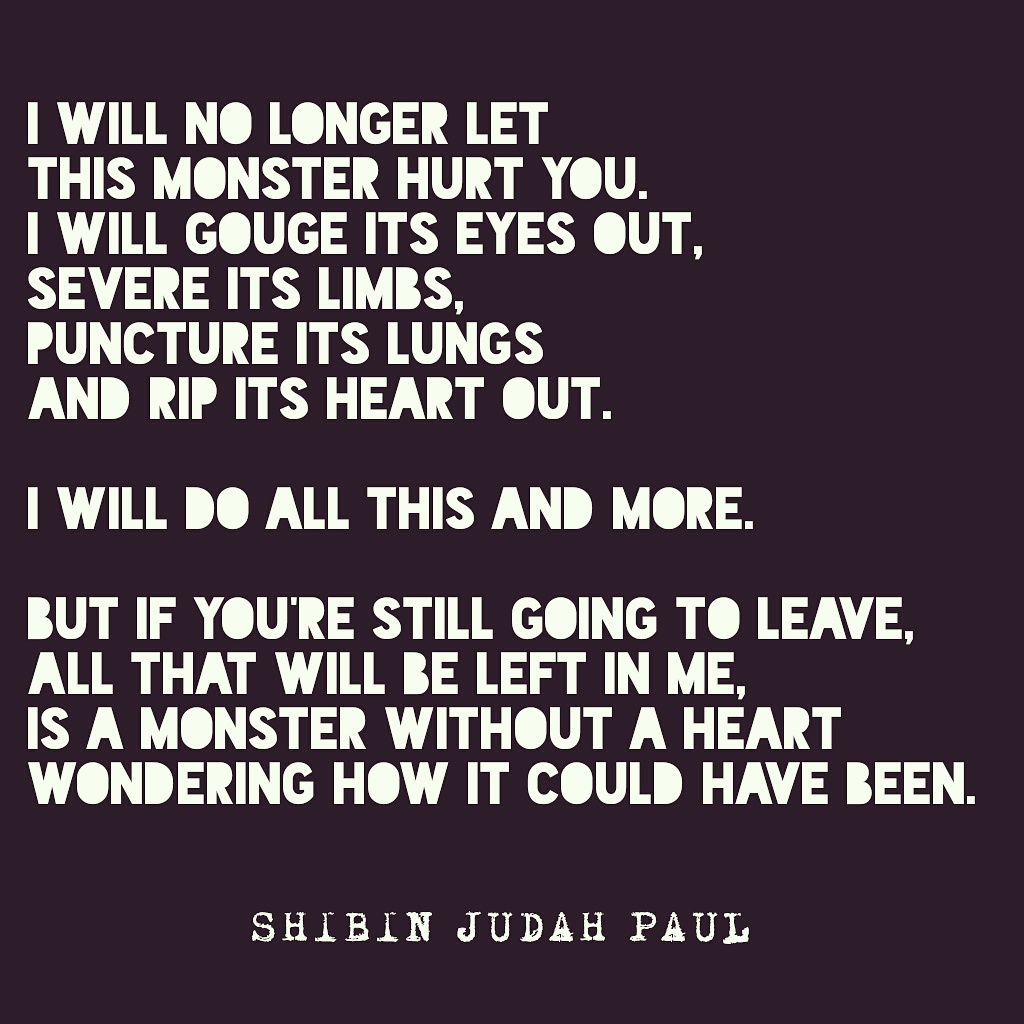 I WILL NO LONGER LET
THIS MONSTER HURT YOU.
I WILL GOUGE ITS EYES OUT,
SEVERE ITS LIMBS,
PUNCTURE ITS LUNGS
AND RIP ITS HEART OUT.
I WILL DO ALL THIS AND MORE.
BUT IF YOU'RE STILL GOING TO LEAVE,
ALL THAT WILL BE LEFT IN ME,
IS A MONSTER WITHOUT A HEART
WONDERING HOW IT COULD HAVE BEEN.
SHIBIN JUDAH PAUL